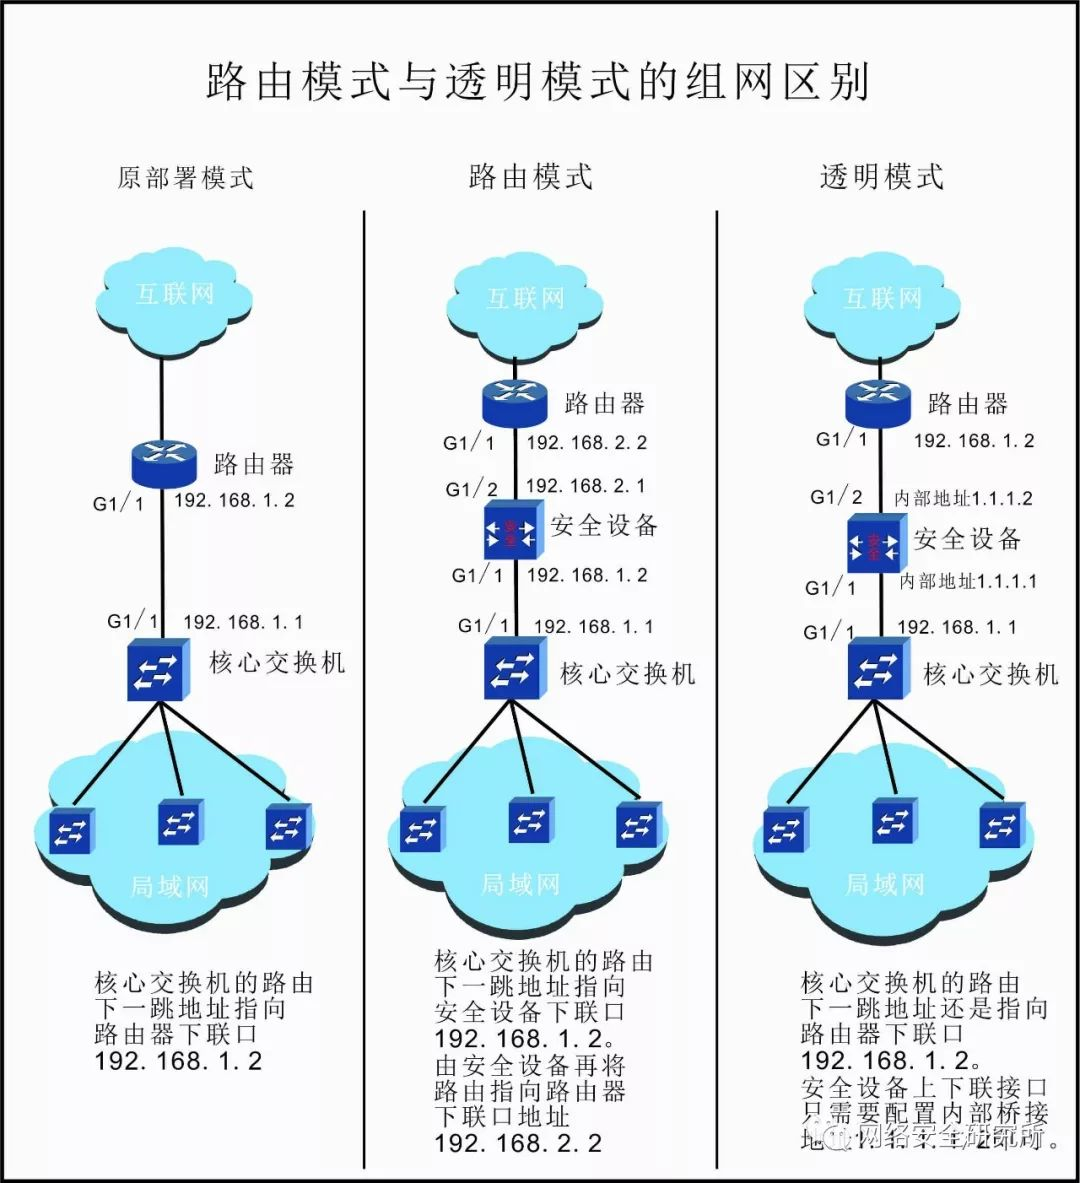 路由模式与透明模式的组网区别
原部署模式
互联网
路由器
G1/1 192.168.1.2
G1/1 192.168.1.1
核心交换机
局域网
核心交换机的路由
下一跳地址指向
路由器下联口
192.168.1.2
路由模式
互联网
路由器
G1/1 192.168.2.2
G1/2 192.168.2.1
安全
安全设备
G1/1 192.168.1.2
G1/1 192.168.1.1
核心交换机
局域网
核心交换机的路由
下一跳地址指向
安全设备下联口
192.168.1.2。
由安全设备再将
路由指向路由器
下联口地址
192.168.2.2
透明模式
互联网
路由器
G1/1 192.168.1.2
G1/2 内部地址1.1.1.2
安全
安全设备
G1/1 内部地址1.1.1.1
G1/1 192.168.1.1
核心交换机
局域网
核心交换机的路由
下一跳地址还是指向
路由器下联口
192.168.1.2。
安全设备上下联接口
只需要配置内部桥接
地址1.1.1.1/2即可。
网络安全研究所